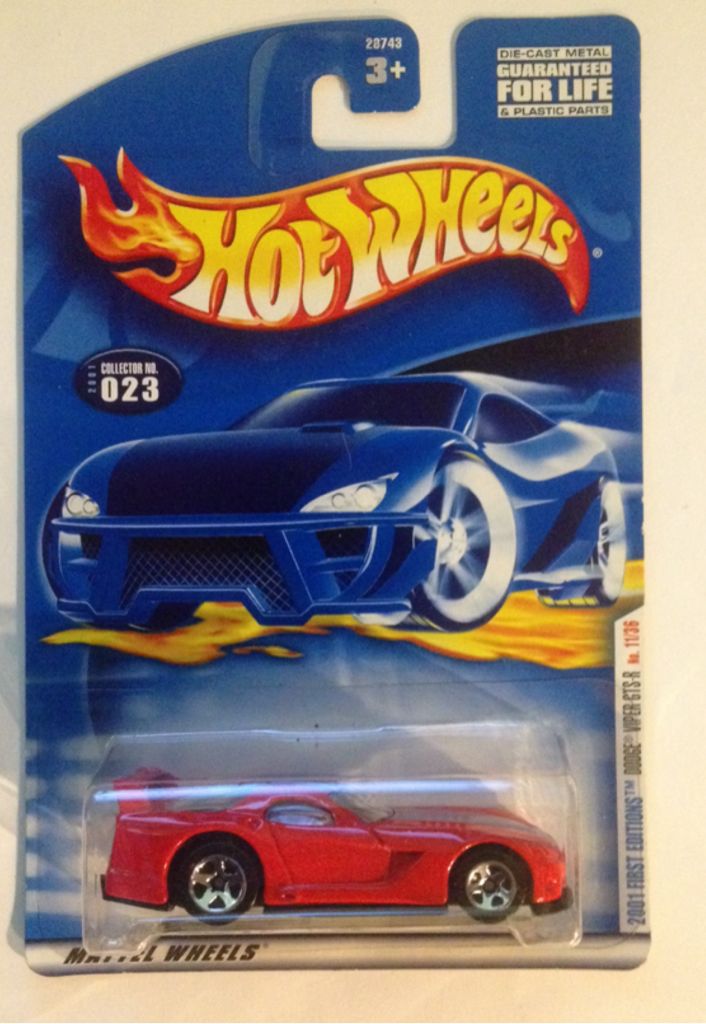 28743
3+
DIE-CAST METAL
GUARANTEED
FOR LIFE
& PLASTIC PARTS
HOT WHEELS®
2001
COLLECTOR NO.
023
2001 FIRST EDITIONS™ DODGE® VIPER GTS-R No. 11/36
MATTEL WHEELS